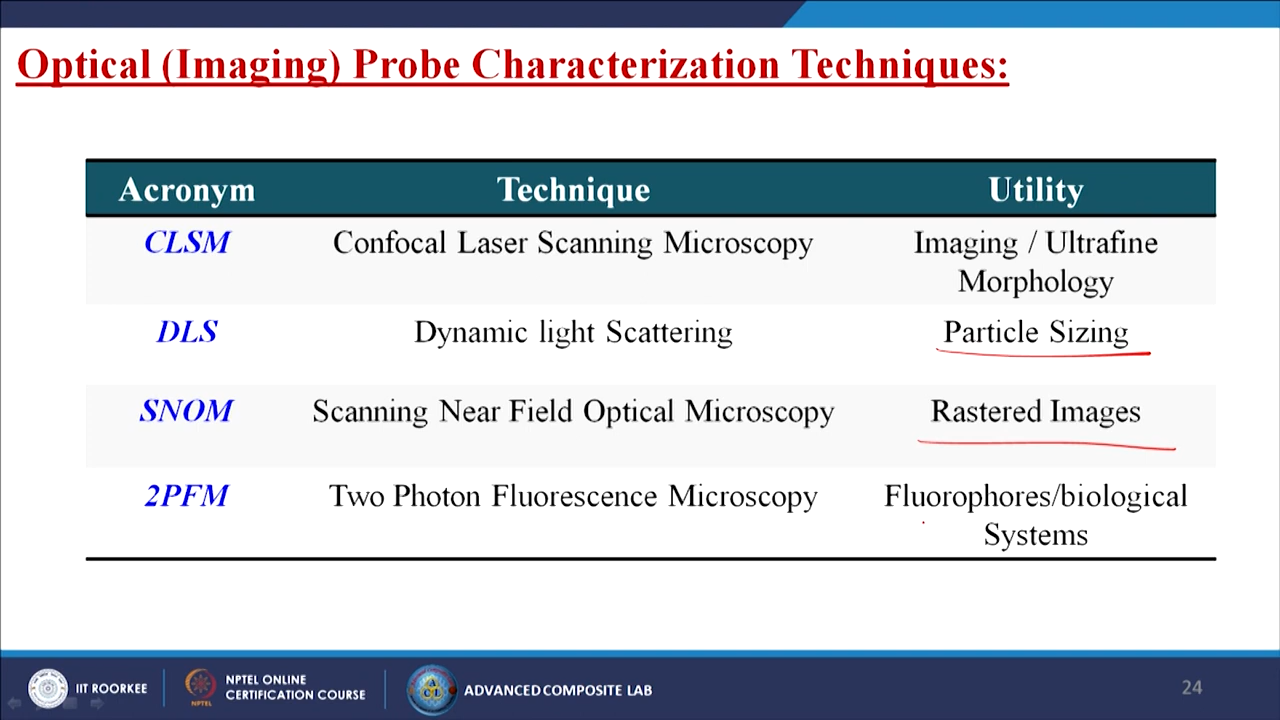 Optical (Imaging) Probe Characterization Techniques:
Acronym Technique Utility
CLSM Confocal Laser Scanning Microscopy Imaging / Ultrafine
Morphology
DLS Dynamic light Scattering Particle Sizing
SNOM Scanning Near Field Optical Microscopy Rastered Images
2PFM Two Photon Fluorescence Microscopy Fluorophores/biological
Systems
IIT ROORKEE
NPTEL
NPTEL ONLINE
CERTIFICATION COURSE
ACL
ADVANCED COMPOSITE LAB
24